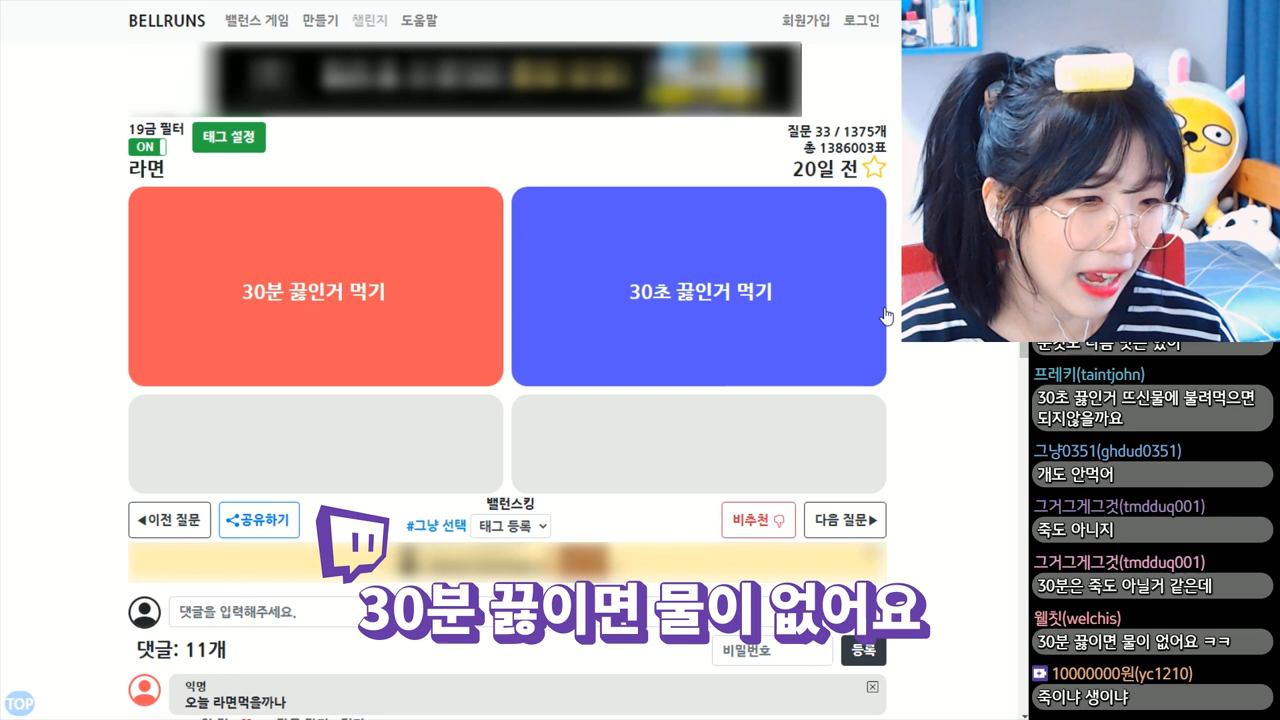 BELLRUNS 밸런스 게임 만들기 챌린지 도움말 회원가입 로그인
19금 필터
ON
태그 설정
질문 33 / 1375개
총 1386003표
라면
20일 전
30분 끓인거 먹기
30초 끓인거 먹기
◀이전 질문
공유하기
밸런스킹
#그냥 선택
태그 등록
비추천
다음 질문▶
댓글을 입력해주세요.
30분 끓이면 물이 없어요
댓글: 11개
비밀번호
등록
익명
오늘 라면먹을까나
TOP
프레키(taintjohn)
30초 끓인거 뜨신물에 불려먹으면
되지않을까요
그냥0351(ghdud0351)
개도 안먹어
그거그게그것(tmdduq001)
죽도 아니지
그거그게그것(tmdduq001)
30분은 죽도 아닐거 같은데
웰칫(welchis)
30분 끓이면 물이 없어요 ㅋㅋ
10000000원(yc1210)
죽이냐 생이냐